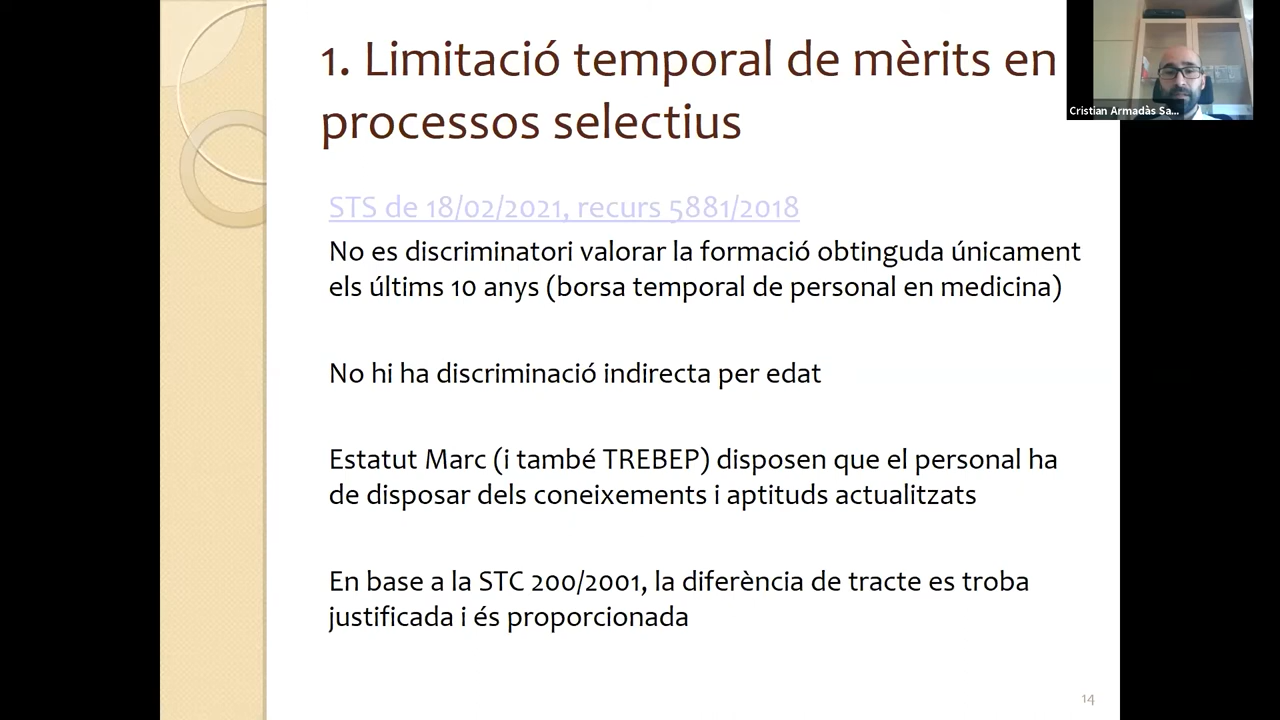 1. Limitació temporal de mèrits en
processos selectius
Cristian Armadàs Sa...
STS de 18/02/2021, recurs 5881/2018
No es discriminatori valorar la formació obtinguda únicament
els últims 10 anys (borsa temporal de personal en medicina)
No hi ha discriminació indirecta per edat
Estatut Marc (i també TREBEP) disposen que el personal ha
de disposar dels coneixements i aptituds actualitzats
En base a la STC 200/2001, la diferència de tracte es troba
justificada i és proporcionada
14